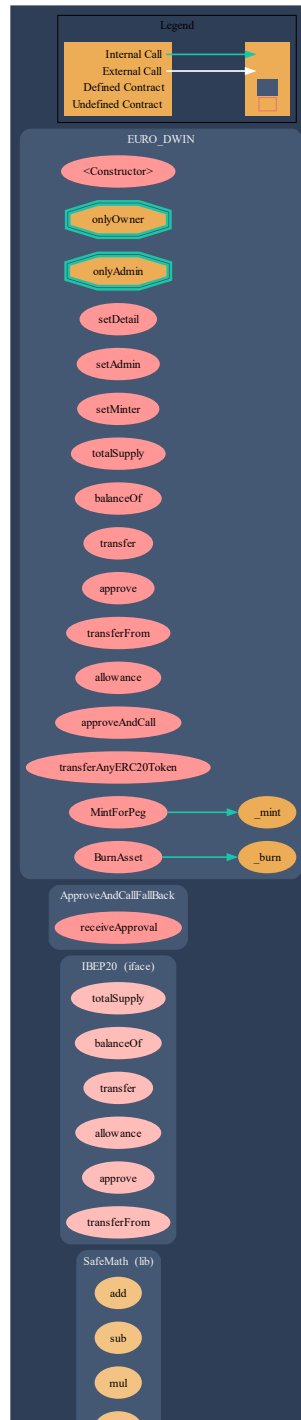 Legend
Internal Call
External Call
Defined Contract
Undefined Contract
EURO_DWIN
<Constructor>
onlyOwner
onlyAdmin
setDetail
setAdmin
setMinter
totalSupply
balanceOf
transfer
approve
transferFrom
allowance
approveAndCall
transferAnyERC20Token
MintForPeg _mint
BurnAsset _burn
ApproveAndCallFallBack
receiveApproval
IBEP20 (iface)
totalSupply
balanceOf
transfer
allowance
approve
transferFrom
SafeMath (lib)
add
sub
mul